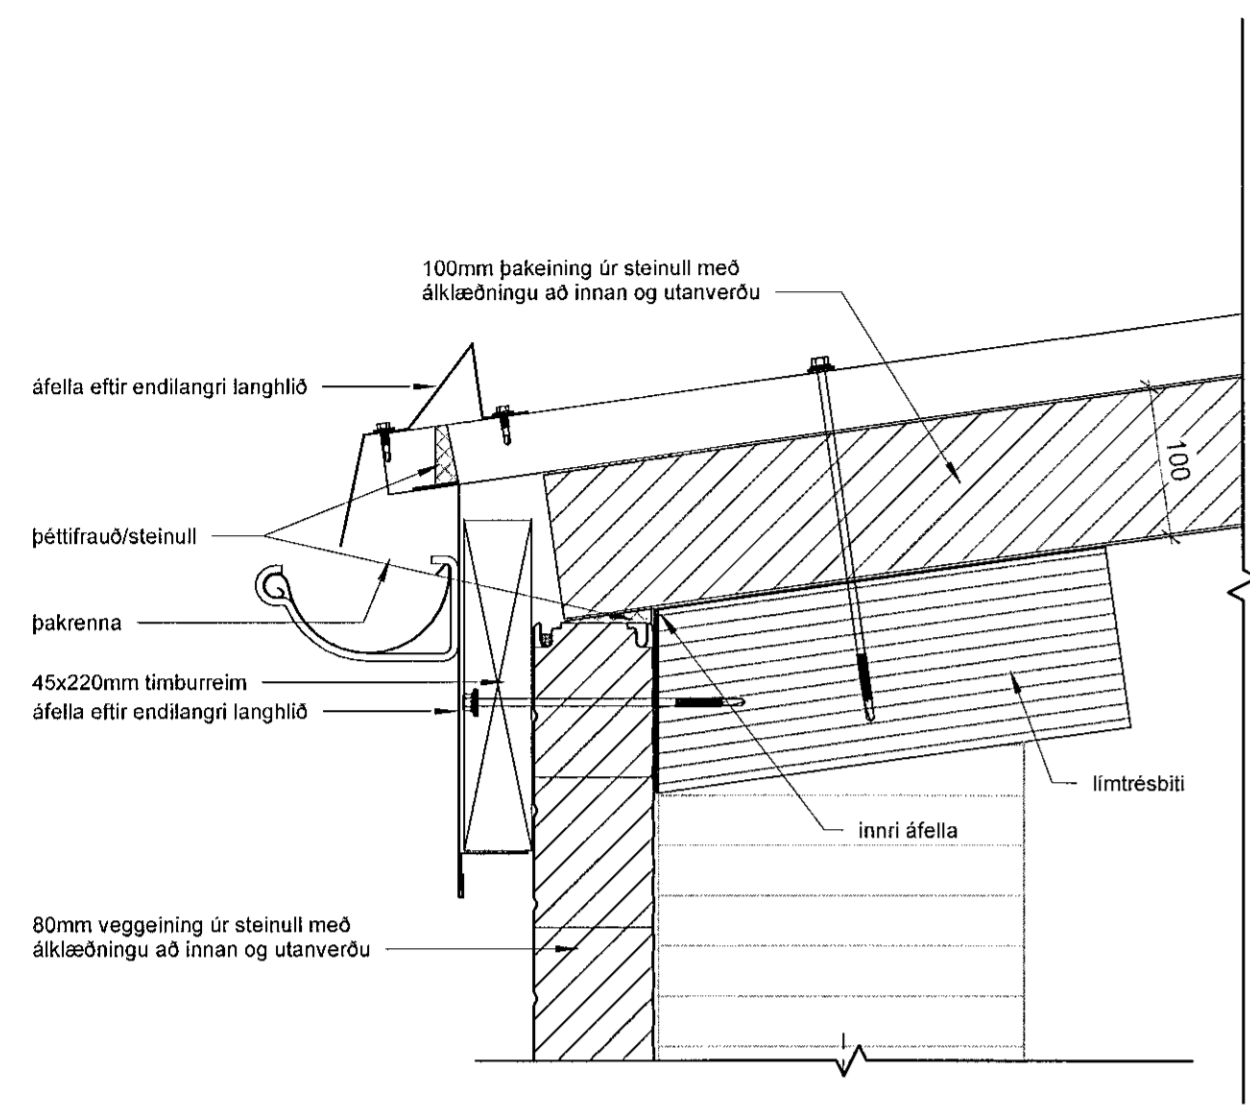 100mm þakeining úr steinull með
álklæðningu að innan og utanverðu
áfella eftir endilangri langhlið
100
þéttifrauð/steinull
þakrenna
45x220mm timburreim
áfella eftir endilangri langhlið
límtrésbiti
innri áfella
80mm veggeining úr steinull með
álklæðningu að innan og utanverðu